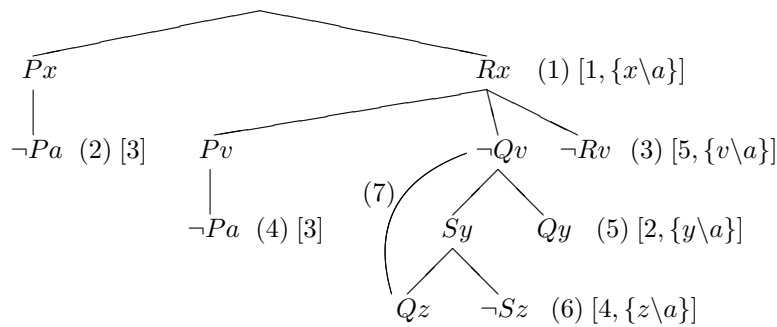 Px Rx (1) [1, {x\a}]
¬Pa (2) [3] Pv ¬Qv ¬Rv (3) [5, {v\a}]
(7)
¬Pa (4) [3] Sy Qy (5) [2, {y\a}]
Qz ¬Sz (6) [4, {z\a}]